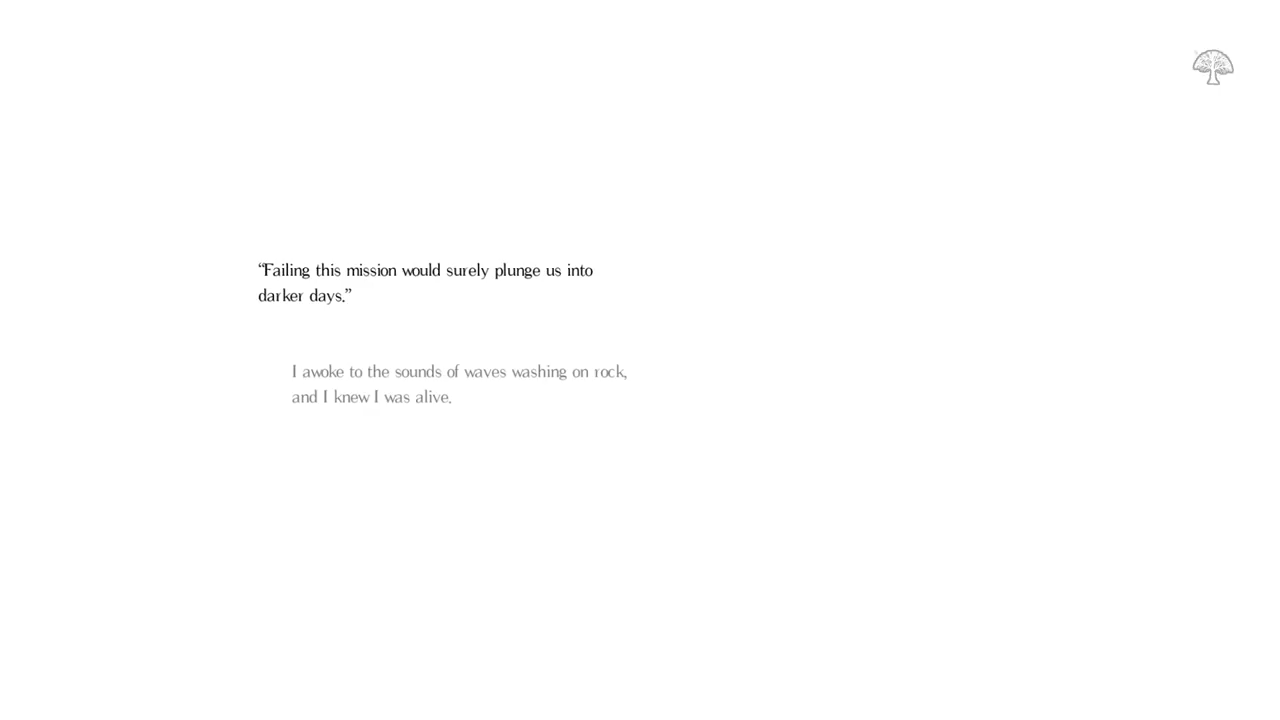 “Failing this mission would surely plunge us into
darker days.”
I awoke to the sounds of waves washing on rock,
and I knew I was alive.